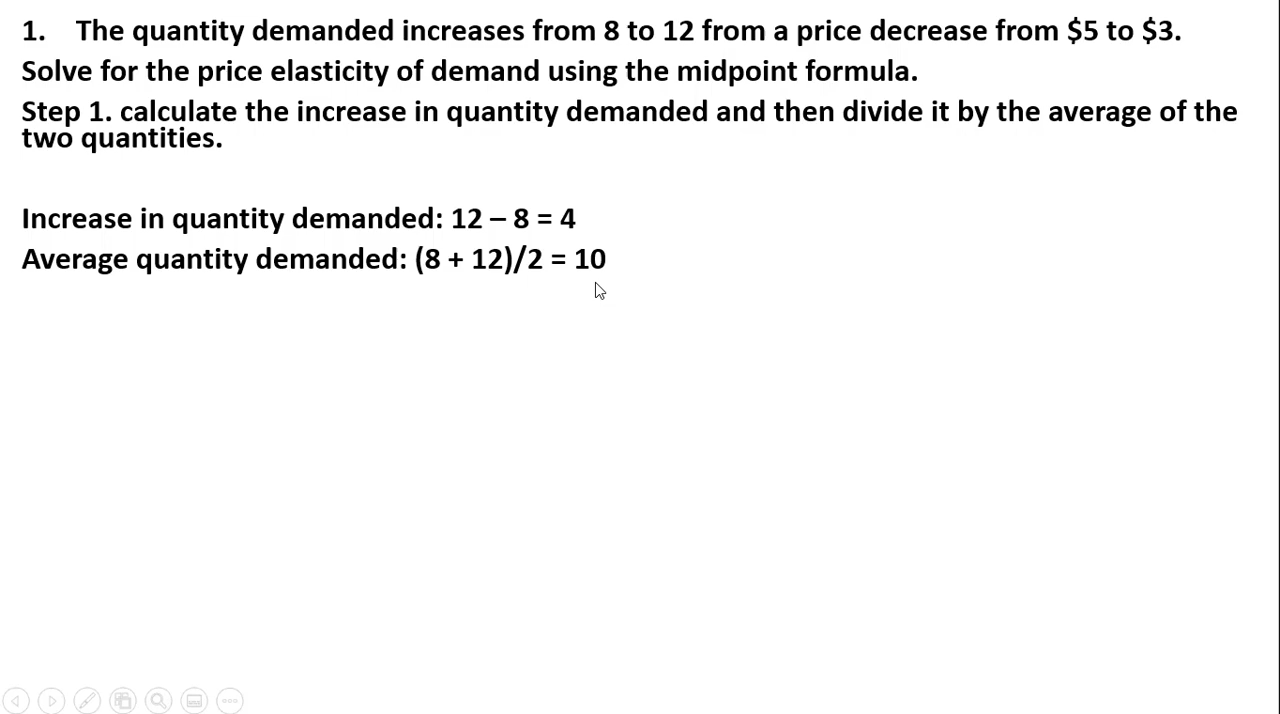 1. The quantity demanded increases from 8 to 12 from a price decrease from $5 to $3.
Solve for the price elasticity of demand using the midpoint formula.
Step 1. calculate the increase in quantity demanded and then divide it by the average of the
two quantities.
Increase in quantity demanded: 12 – 8 = 4
Average quantity demanded: (8 + 12)/2 = 10